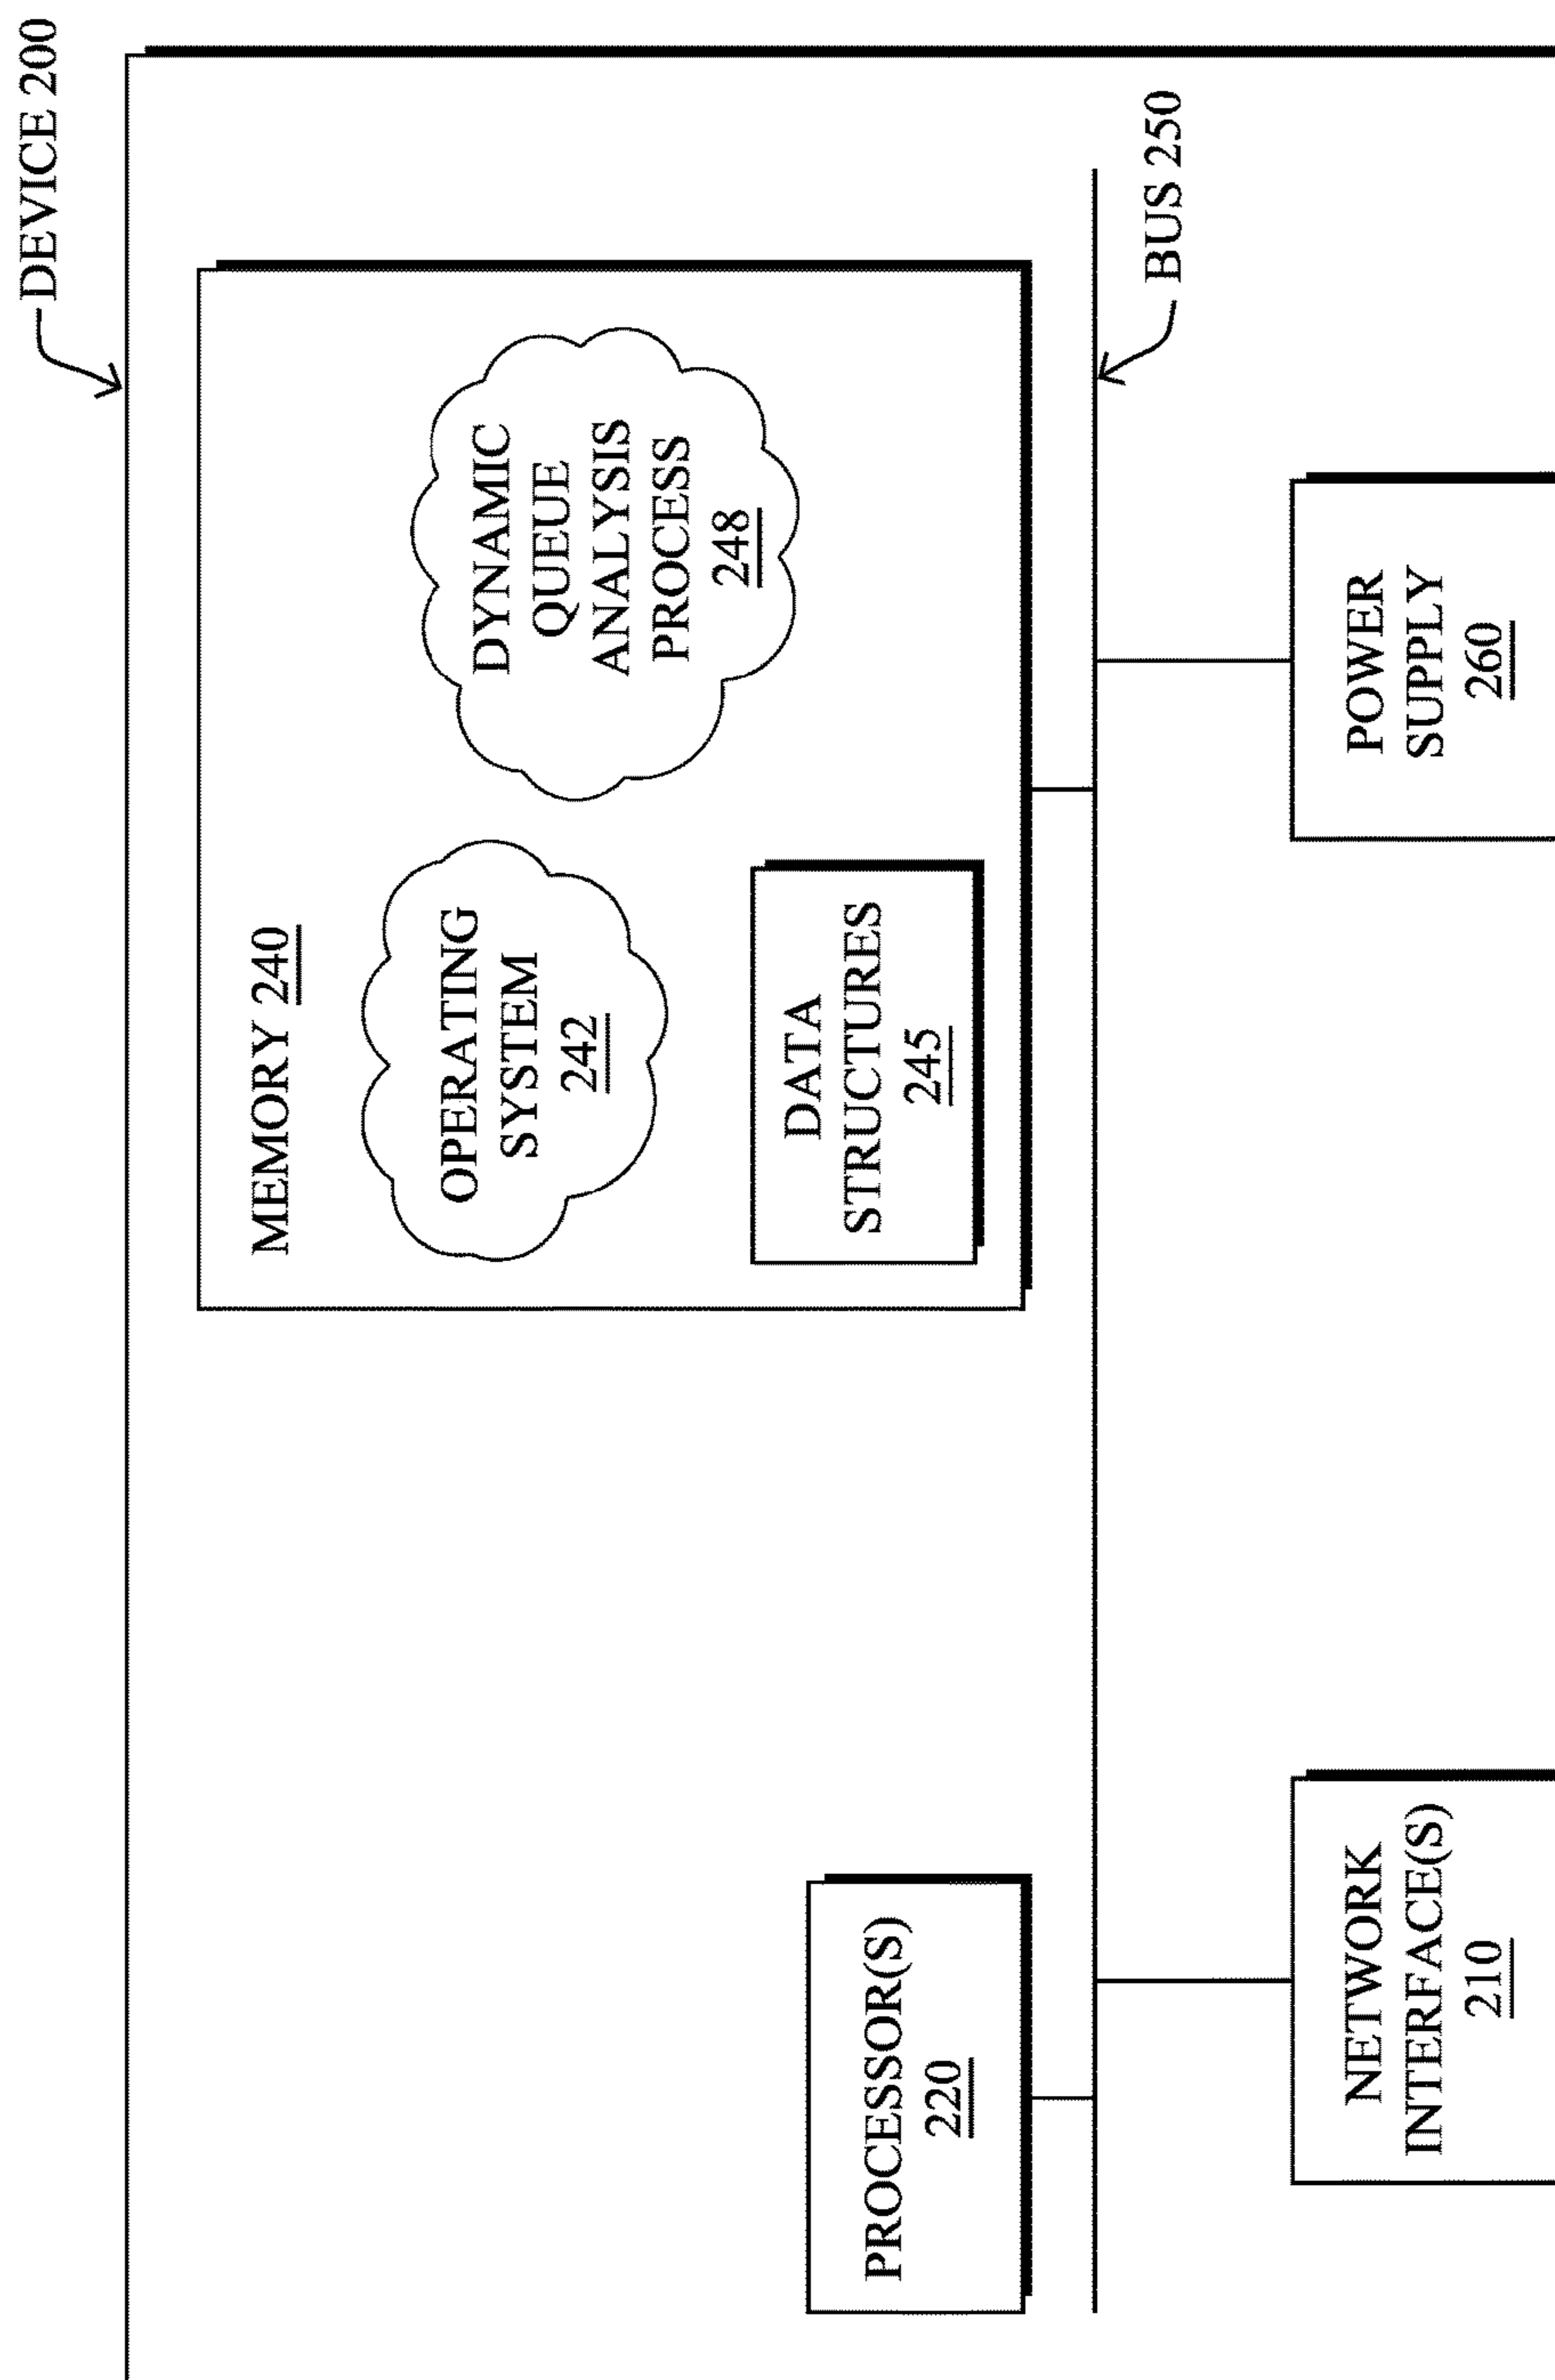 DEVICE 200
MEMORY 240
OPERATING
SYSTEM
242
DYNAMIC
QUEUE
ANALYSIS
PROCESS
248
DATA
STRUCTURES
245
PROCESSOR(S)
220
BUS 250
NETWORK
INTERFACE(S)
210
POWER
SUPPLY
260